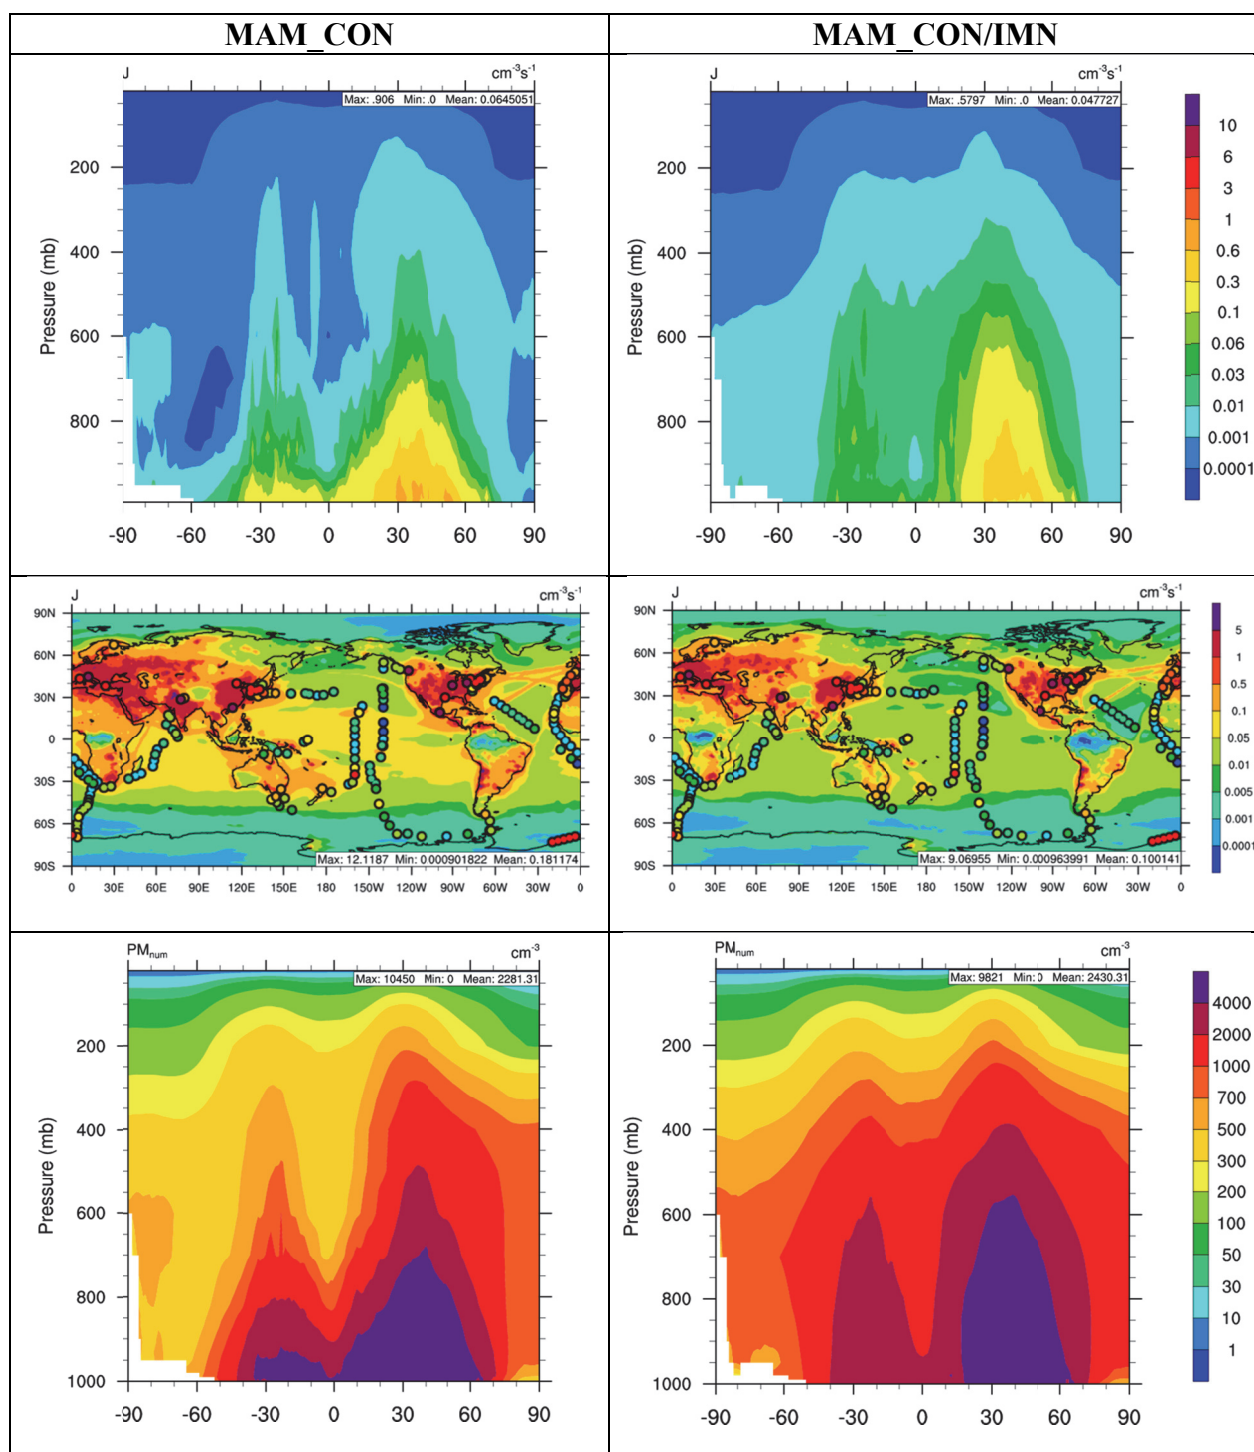 MAM_CON MAM_CON/IMN
J cm-3s-1 J cm-3s-1
Max: .906 Min: .0 Mean: 0.0645051 Max: .5797 Min: .0 Mean: 0.047727
10
6
200 200 3
1
0.6
400 400 0.3
Pressure (mb) Pressure (mb)
0.1
600 600 0.06
0.03
0.01
800 800 0.001
0.0001
-90 -60 -30 0 30 60 90 -90 -60 -30 0 30 60 90
J cm-3s-1 J cm-3s-1
90N 90N
5
60N 60N 1
30N 30N 0.5
0.1
0 0 0.05
30S 30S 0.01
0.005
60S 60S 0.001
0.0001
Max: 12.1187 Min: 0000901822 Mean: 0.181174 Max: 9.06955 Min: 0.00963991 Mean: 0.100141
90S 90S
0 30E 60E 90E 120E 150E 180 150W 120W 90W 60W 30W 0 0 30E 60E 90E 120E 150E 180 150W 120W 90W 60W 30W 0
PMnum cm-3 PMnum cm-3
Max: 10450 Min: 0 Mean: 2281.31 Max: 9821 Min: 0 Mean: 2430.31
4000
2000
200 200 1000
700
400 400 500
300
Pressure (mb) Pressure (mb)
600 600 200
100
50
800 800 30
10
1
1000 1000
-90 -60 -30 0 30 60 90 -90 -60 -30 0 30 60 90